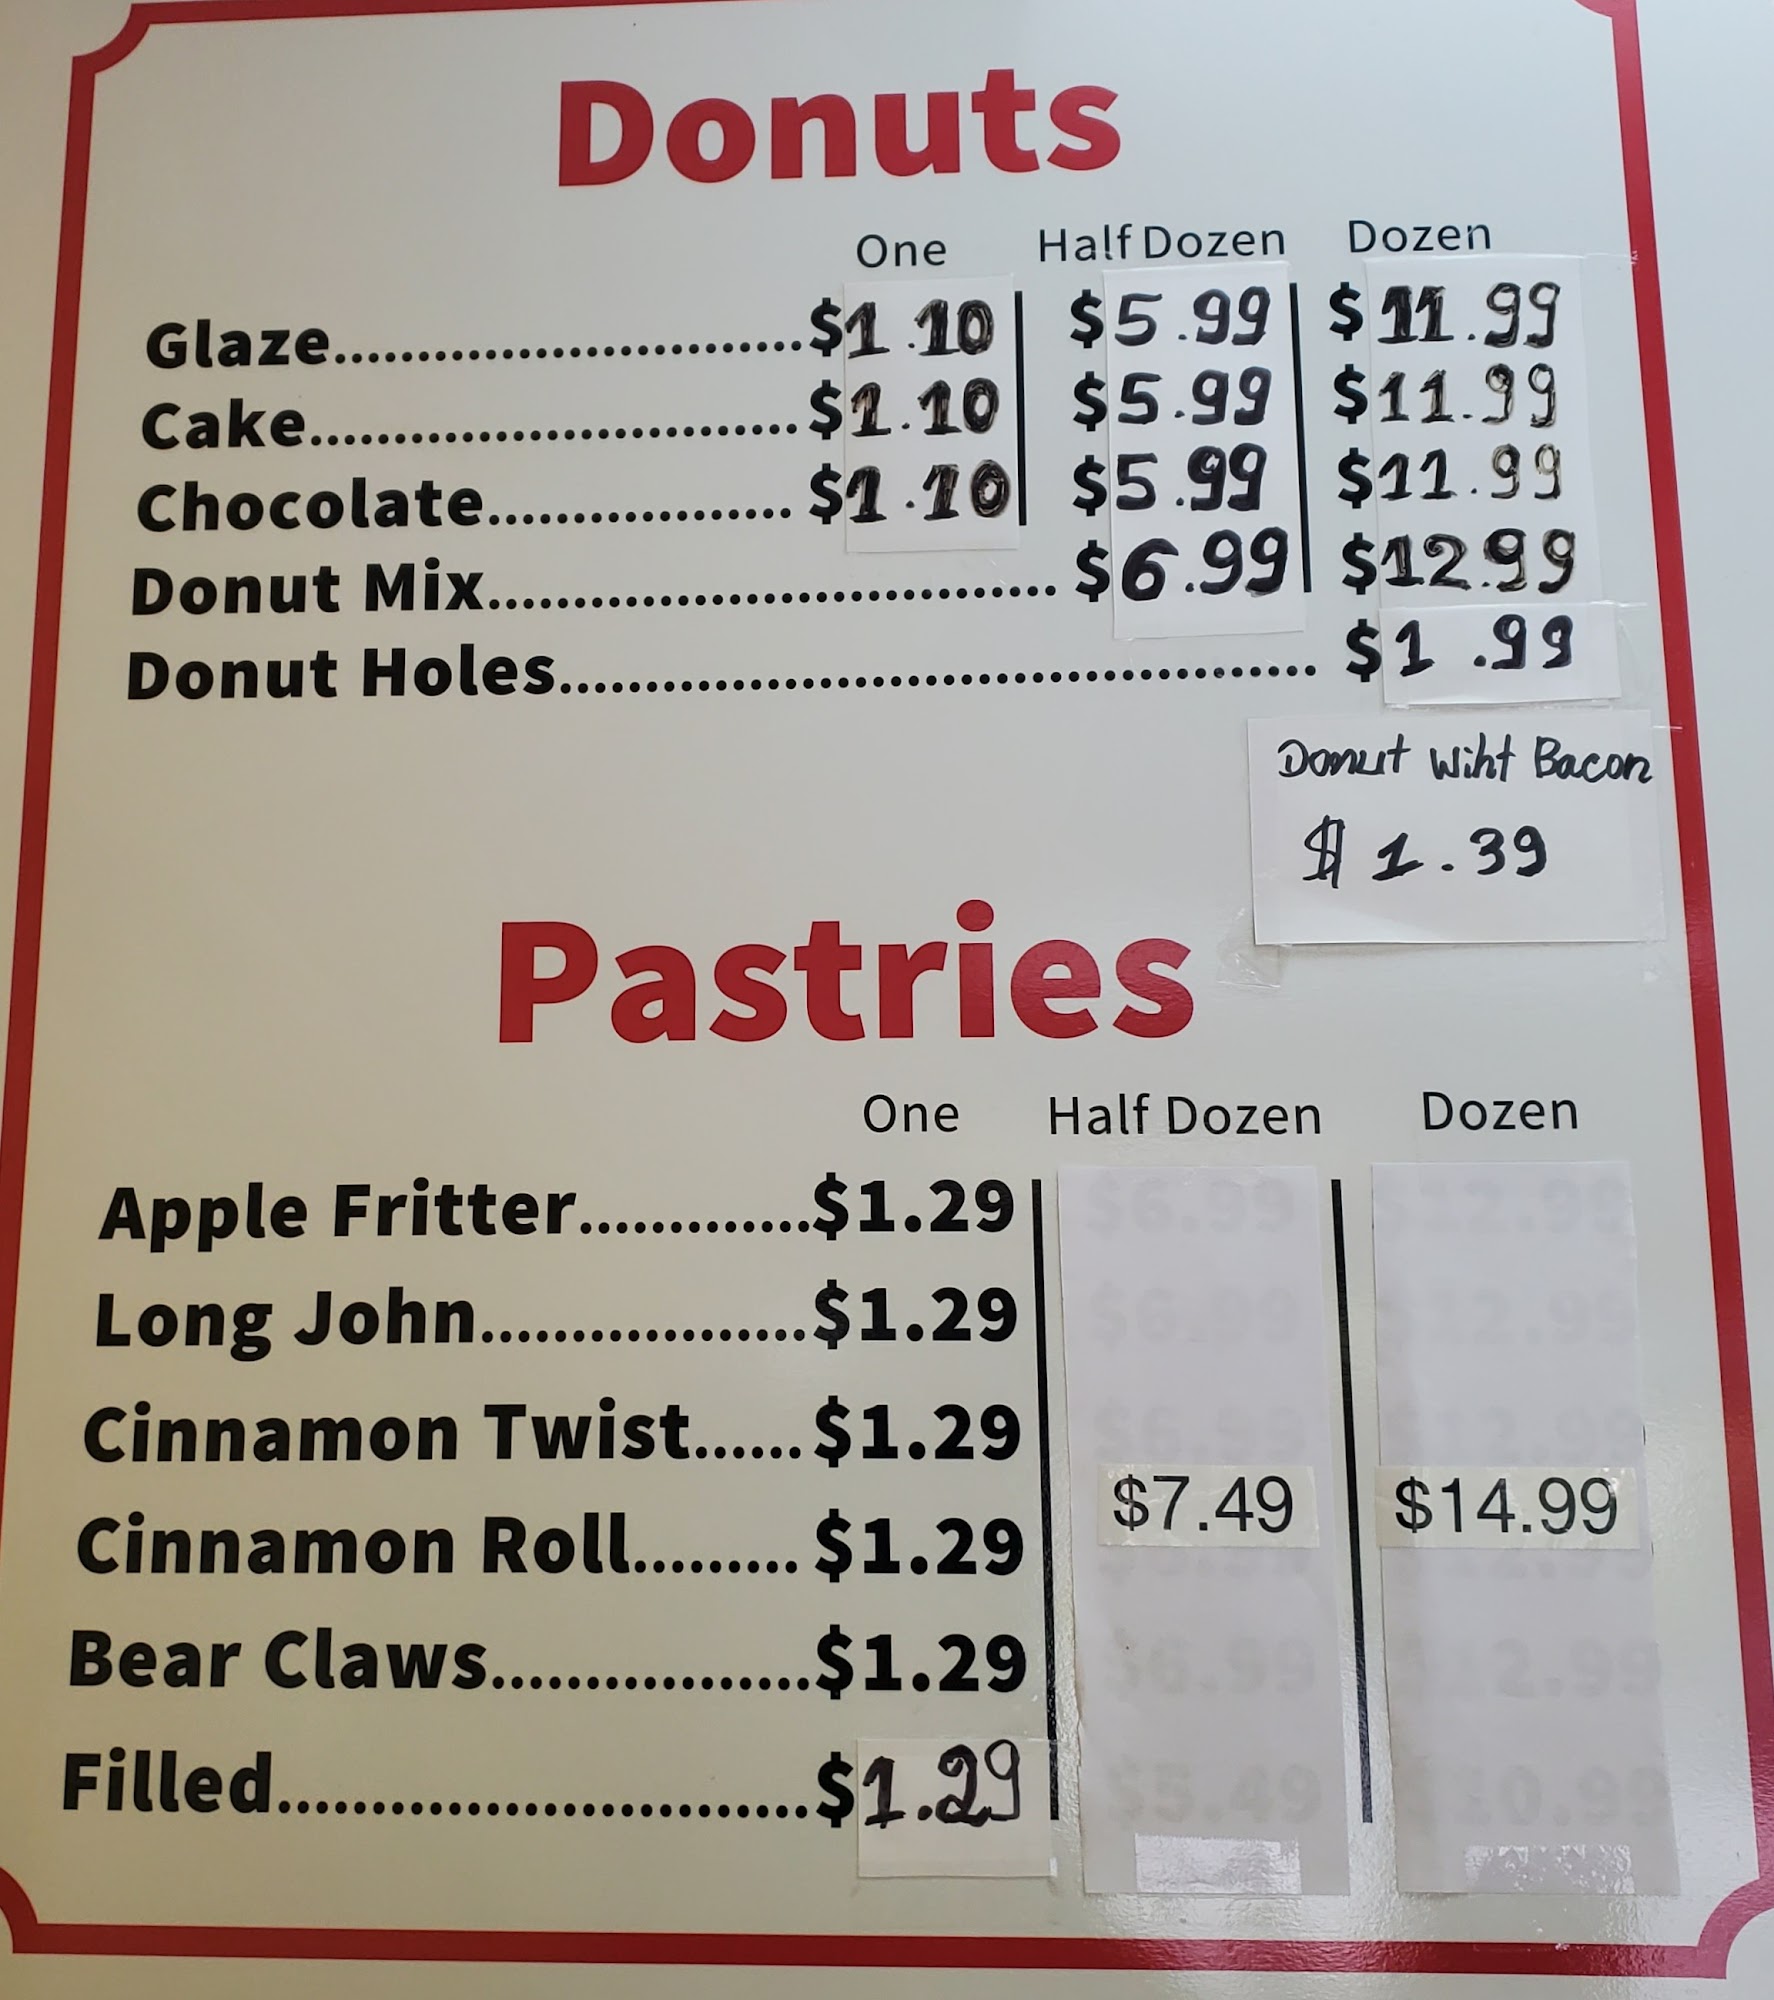 Donuts
One Half Dozen Dozen
Glaze............................$1.10 $5.99 $11.99
Cake..............................$1.10 $5.99 $11.99
Chocolate...................$1.10 $5.99 $11.99
Donut Mix..................................$6.99 $12.99
Donut Holes.............................................$1.99
Donut Wiht Bacon
$1.39
Pastries
One Half Dozen Dozen
Apple Fritter.............$1.29
Long John..................$1.29
Cinnamon Twist......$1.29
Cinnamon Roll.........$1.29 $7.49 $14.99
Bear Claws.................$1.29
Filled............................$1.29